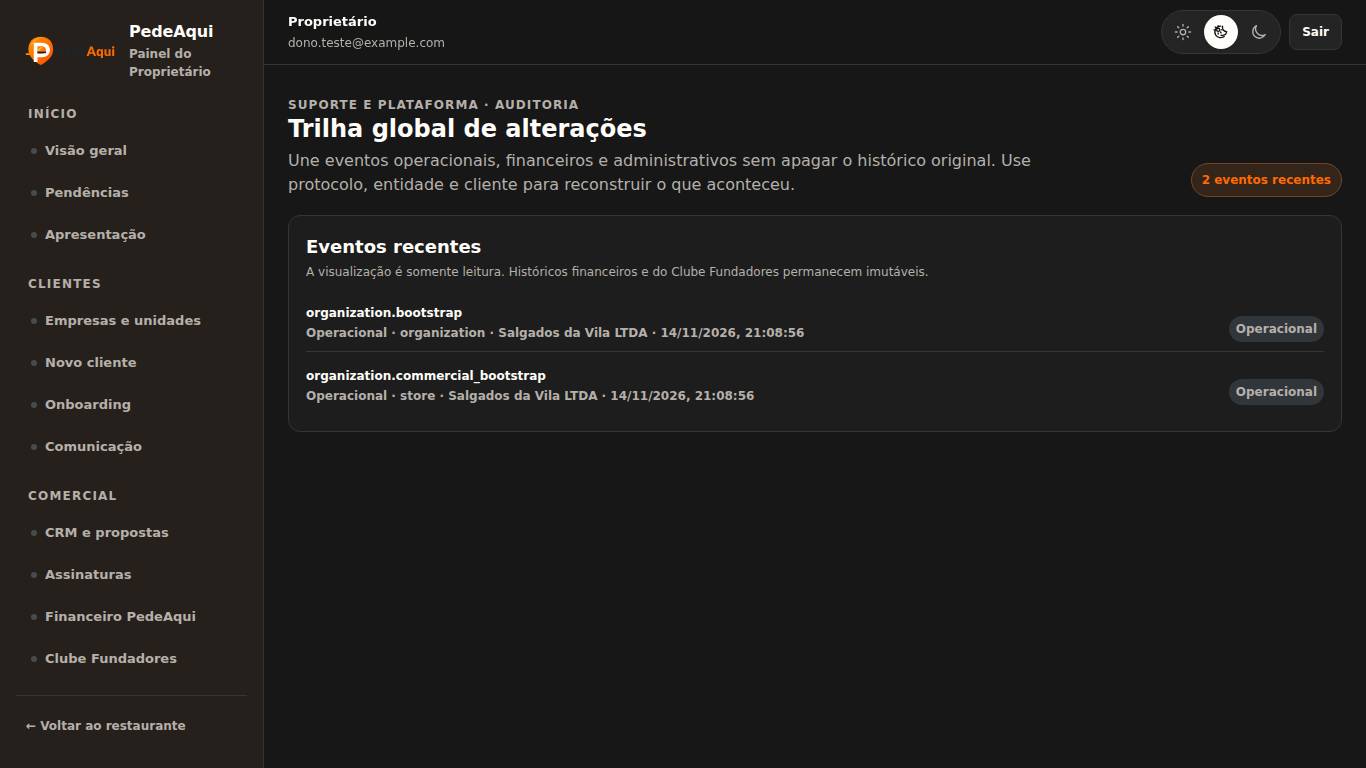 PedeAqui
Aqui
Painel do
Proprietário
INÍCIO
Visão geral
Pendências
Apresentação
CLIENTES
Empresas e unidades
Novo cliente
Onboarding
Comunicação
COMERCIAL
CRM e propostas
Assinaturas
Financeiro PedeAqui
Clube Fundadores
← Voltar ao restaurante
Proprietário
dono.teste@example.com
Sair
SUPORTE E PLATAFORMA · AUDITORIA
Trilha global de alterações
Une eventos operacionais, financeiros e administrativos sem apagar o histórico original. Use
protocolo, entidade e cliente para reconstruir o que aconteceu.
2 eventos recentes
Eventos recentes
A visualização é somente leitura. Históricos financeiros e do Clube Fundadores permanecem imutáveis.
organization.bootstrap
Operacional · organization · Salgados da Vila LTDA · 14/11/2026, 21:08:56
Operacional
organization.commercial_bootstrap
Operacional · store · Salgados da Vila LTDA · 14/11/2026, 21:08:56
Operacional